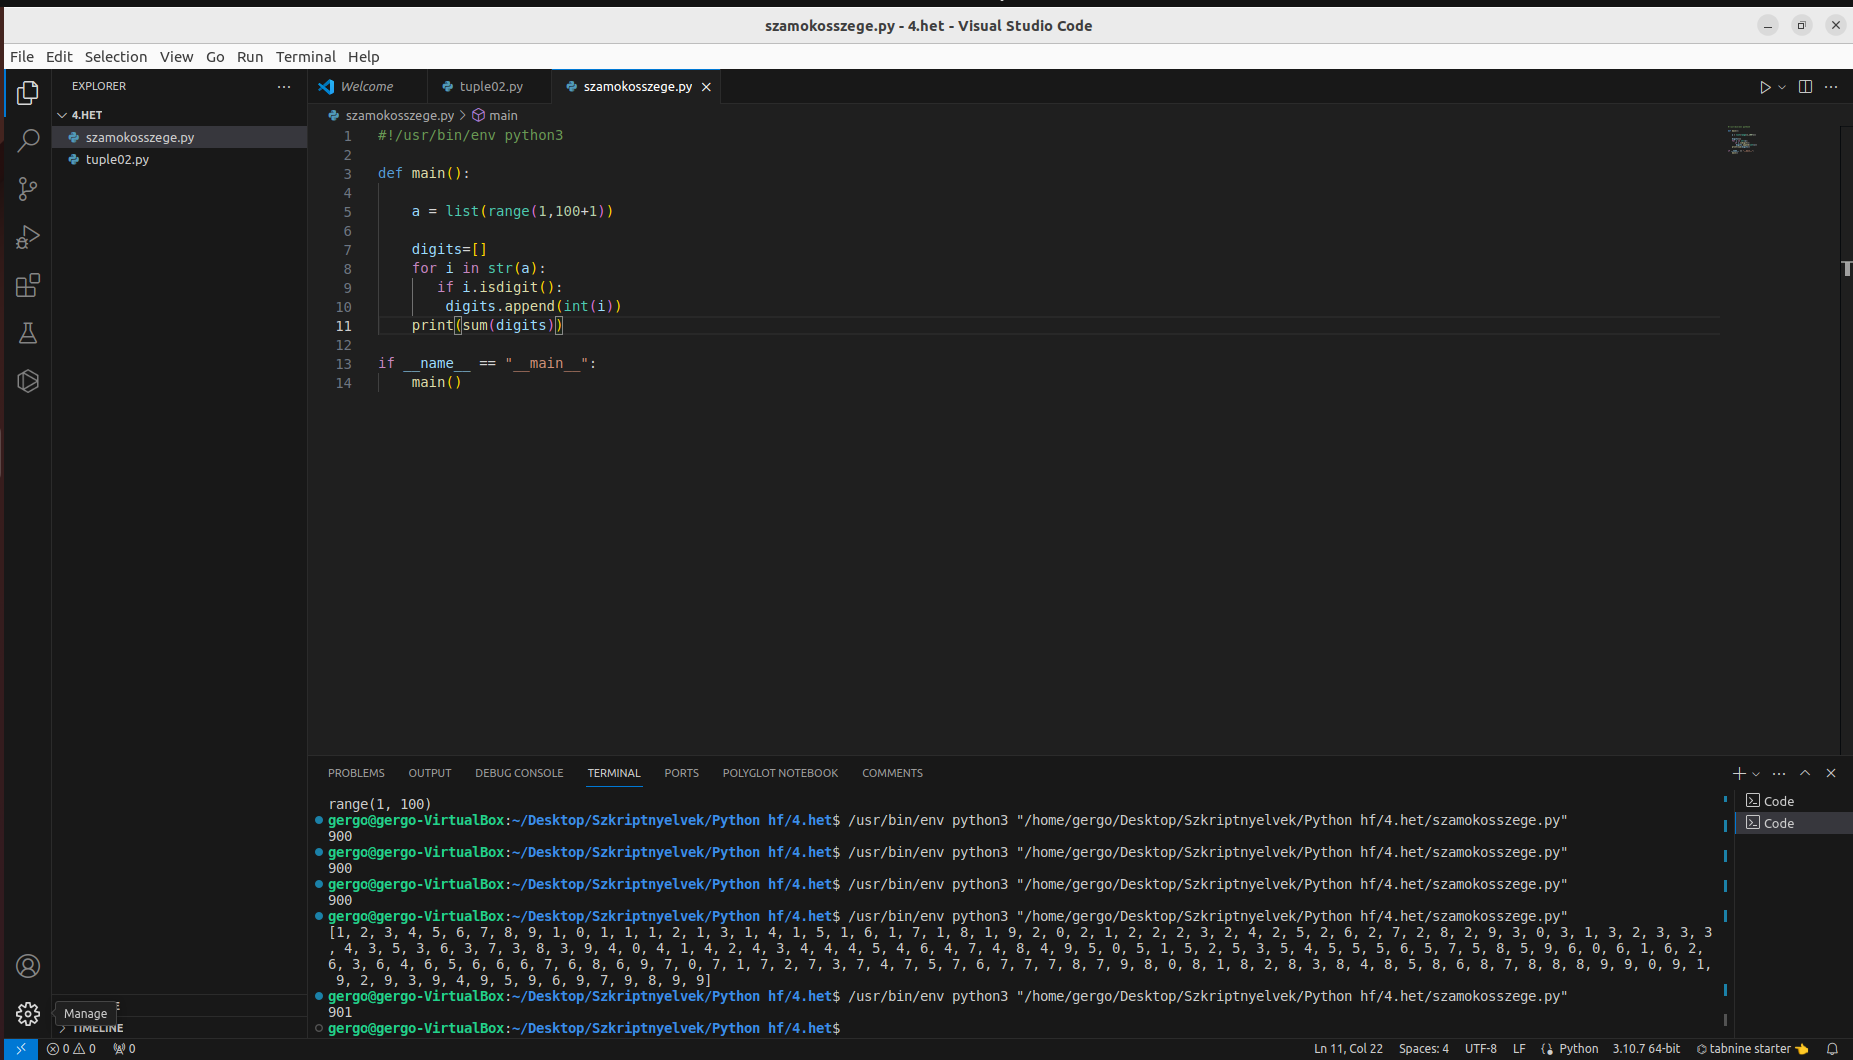 szamokosszege.py - 4.het - Visual Studio Code
File Edit Selection View Go Run Terminal Help
EXPLORER
4.HET
szamokosszege.py
tuple02.py
Welcome
tuple02.py
szamokosszege.py
szamokosszege.py > main
1 #!/usr/bin/env python3
2
3 def main():
4
5 a = list(range(1,100+1))
6
7 digits=[]
8 for i in str(a):
9 if i.isdigit():
10 digits.append(int(i))
11 print(sum(digits))
12
13 if __name__ == "__main__":
14 main()
PROBLEMS OUTPUT DEBUG CONSOLE TERMINAL PORTS POLYGLOT NOTEBOOK COMMENTS
range(1, 100)
gergo@gergo-VirtualBox:~/Desktop/Szkriptnyelvek/Python hf/4.het$ /usr/bin/env python3 "/home/gergo/Desktop/Szkriptnyelvek/Python hf/4.het/szamokosszege.py"
900
gergo@gergo-VirtualBox:~/Desktop/Szkriptnyelvek/Python hf/4.het$ /usr/bin/env python3 "/home/gergo/Desktop/Szkriptnyelvek/Python hf/4.het/szamokosszege.py"
900
gergo@gergo-VirtualBox:~/Desktop/Szkriptnyelvek/Python hf/4.het$ /usr/bin/env python3 "/home/gergo/Desktop/Szkriptnyelvek/Python hf/4.het/szamokosszege.py"
900
gergo@gergo-VirtualBox:~/Desktop/Szkriptnyelvek/Python hf/4.het$ /usr/bin/env python3 "/home/gergo/Desktop/Szkriptnyelvek/Python hf/4.het/szamokosszege.py"
[1, 2, 3, 4, 5, 6, 7, 8, 9, 1, 0, 1, 1, 1, 2, 1, 3, 1, 4, 1, 5, 1, 6, 1, 7, 1, 8, 1, 9, 2, 0, 2, 1, 2, 2, 2, 3, 2, 4, 2, 5, 2, 6, 2, 7, 2, 8, 2, 9, 3, 0, 3, 1, 3, 2, 3, 3, 3
, 4, 3, 5, 3, 6, 3, 7, 3, 8, 3, 9, 4, 0, 4, 1, 4, 2, 4, 3, 4, 4, 4, 5, 4, 6, 4, 7, 4, 8, 4, 9, 5, 0, 5, 1, 5, 2, 5, 3, 5, 4, 5, 5, 5, 6, 5, 7, 5, 8, 5, 9, 6, 0, 6, 1, 6, 2,
6, 3, 6, 4, 6, 5, 6, 6, 6, 7, 6, 8, 6, 9, 7, 0, 7, 1, 7, 2, 7, 3, 7, 4, 7, 5, 7, 6, 7, 7, 7, 8, 7, 9, 8, 0, 8, 1, 8, 2, 8, 3, 8, 4, 8, 5, 8, 6, 8, 7, 8, 8, 8, 9, 9, 0, 9, 1,
9, 2, 9, 3, 9, 4, 9, 5, 9, 6, 9, 7, 9, 8, 9, 9]
gergo@gergo-VirtualBox:~/Desktop/Szkriptnyelvek/Python hf/4.het$ /usr/bin/env python3 "/home/gergo/Desktop/Szkriptnyelvek/Python hf/4.het/szamokosszege.py"
901
gergo@gergo-VirtualBox:~/Desktop/Szkriptnyelvek/Python hf/4.het$
Code
Code
Manage
TIMELINE
0 0 0
Ln 11, Col 22 Spaces: 4 UTF-8 LF Python 3.10.7 64-bit tabnine starter